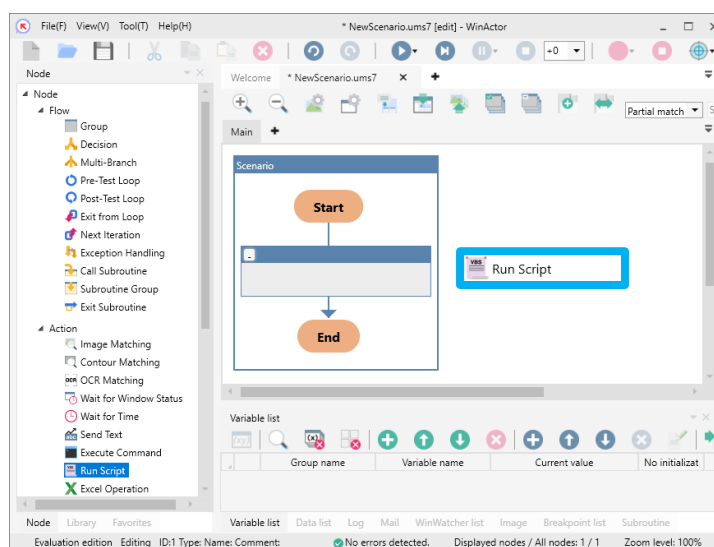 File(F) View(V) Tool(T) Help(H) * NewScenario.ums7 [edit] - WinActor
+0
Node
Welcome * NewScenario.ums7
Node
Flow
Group
Decision
Multi-Branch
Pre-Test Loop
Post-Test Loop
Exit from Loop
Next Iteration
Exception Handling
Call Subroutine
Subroutine Group
Exit Subroutine
Action
Image Matching
Contour Matching
OCR OCR Matching
Wait for Window Status
Wait for Time
Send Text
Execute Command
Run Script
Excel Operation
Node Library Favorites
Partial match S
Main
Scenario
Start
End
VBS Run Script
Variable list
(xy) (x)
Group name Variable name Current value No initializat
Variable list Data list Log Mail WinWatcher list Image Breakpoint list Subroutine
Evaluation edition Editing ID:1 Type: Name: Comment: No errors detected. Displayed nodes / All nodes: 1 / 1 Zoom level: 100%